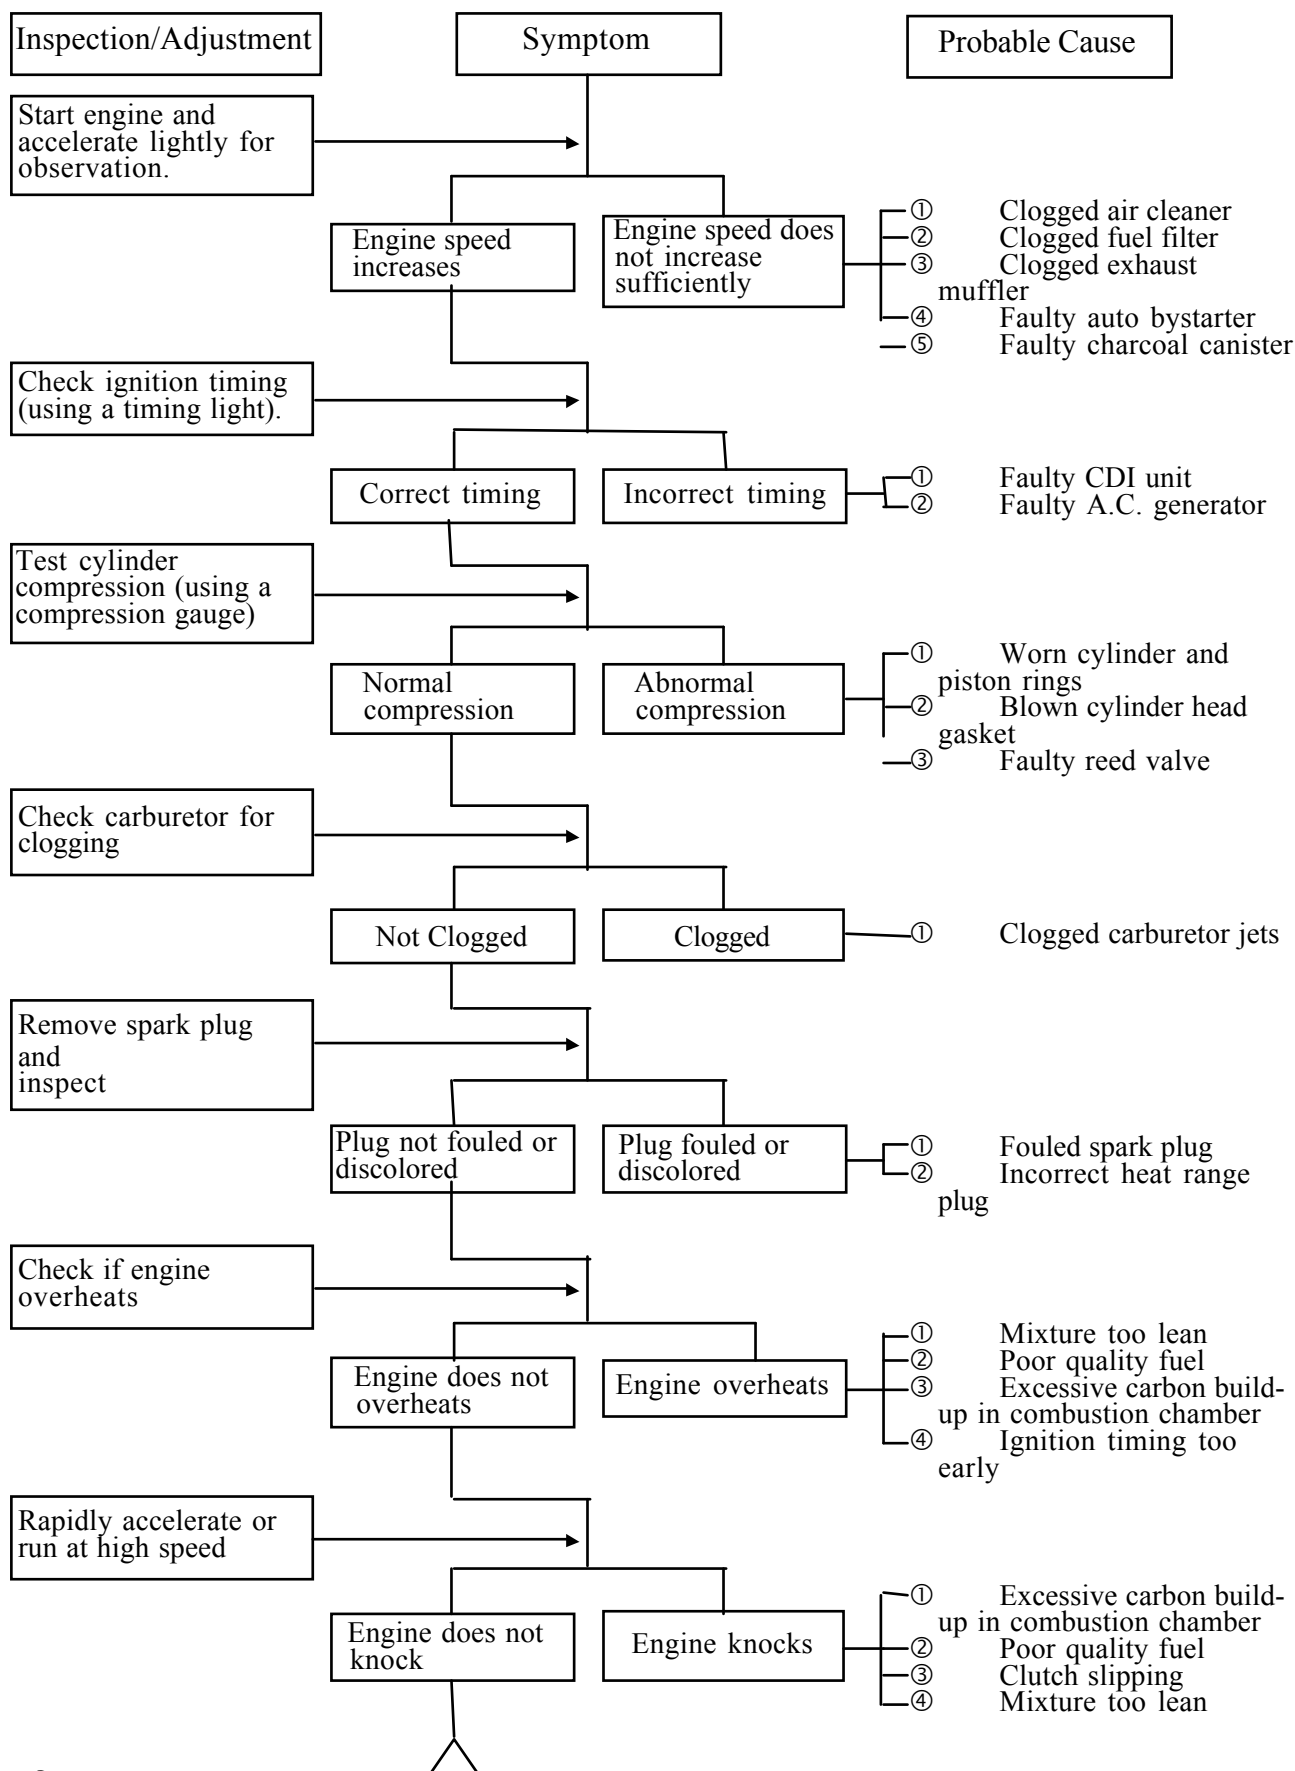 Inspection/Adjustment
Symptom
Probable Cause
Start engine and
accelerate lightly for
observation.
Engine speed
increases
Engine speed does
not increase
sufficiently
① Clogged air cleaner
② Clogged fuel filter
③ Clogged exhaust
muffler
④ Faulty auto bystarter
⑤ Faulty charcoal canister
Check ignition timing
(using a timing light).
Correct timing
Incorrect timing
① Faulty CDI unit
② Faulty A.C. generator
Test cylinder
compression (using a
compression gauge)
Normal
compression
Abnormal
compression
① Worn cylinder and
piston rings
② Blown cylinder head
gasket
③ Faulty reed valve
Check carburetor for
clogging
Not Clogged
Clogged
① Clogged carburetor jets
Remove spark plug
and
inspect
Plug not fouled or
discolored
Plug fouled or
discolored
① Fouled spark plug
② Incorrect heat range
plug
Check if engine
overheats
Engine does not
overheats
Engine overheats
① Mixture too lean
② Poor quality fuel
③ Excessive carbon build-
up in combustion chamber
④ Ignition timing too
early
Rapidly accelerate or
run at high speed
Engine does not
knock
Engine knocks
① Excessive carbon build-
up in combustion chamber
② Poor quality fuel
③ Clutch slipping
④ Mixture too lean